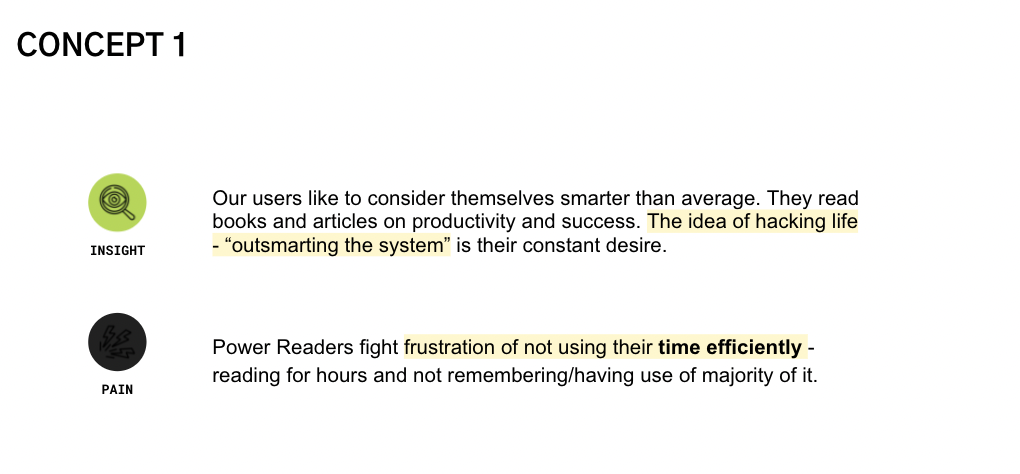 CONCEPT 1
Our users like to consider themselves smarter than average. They read
books and articles on productivity and success. The idea of hacking life
- “outsmarting the system” is their constant desire.
INSIGHT
Power Readers fight frustration of not using their time efficiently -
reading for hours and not remembering/having use of majority of it.
PAIN